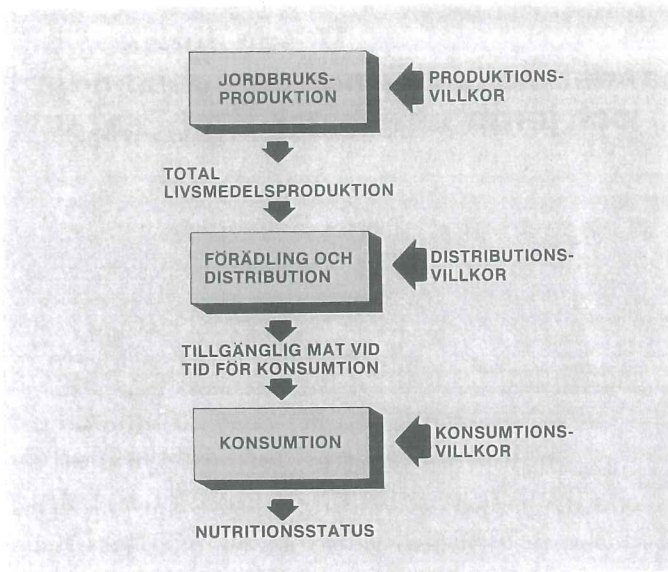 JORDBRUKS-
PRODUKTION
PRODUKTIONS-
VILLKOR
TOTAL
LIVSMEDELSPRODUKTION
FÖRÄDLING OCH
DISTRIBUTION
DISTRIBUTIONS-
VILLKOR
TILLGÄNGLIG MAT VID
TID FÖR KONSUMTION
KONSUMTION
KONSUMTIONS-
VILLKOR
NUTRITIONSSTATUS